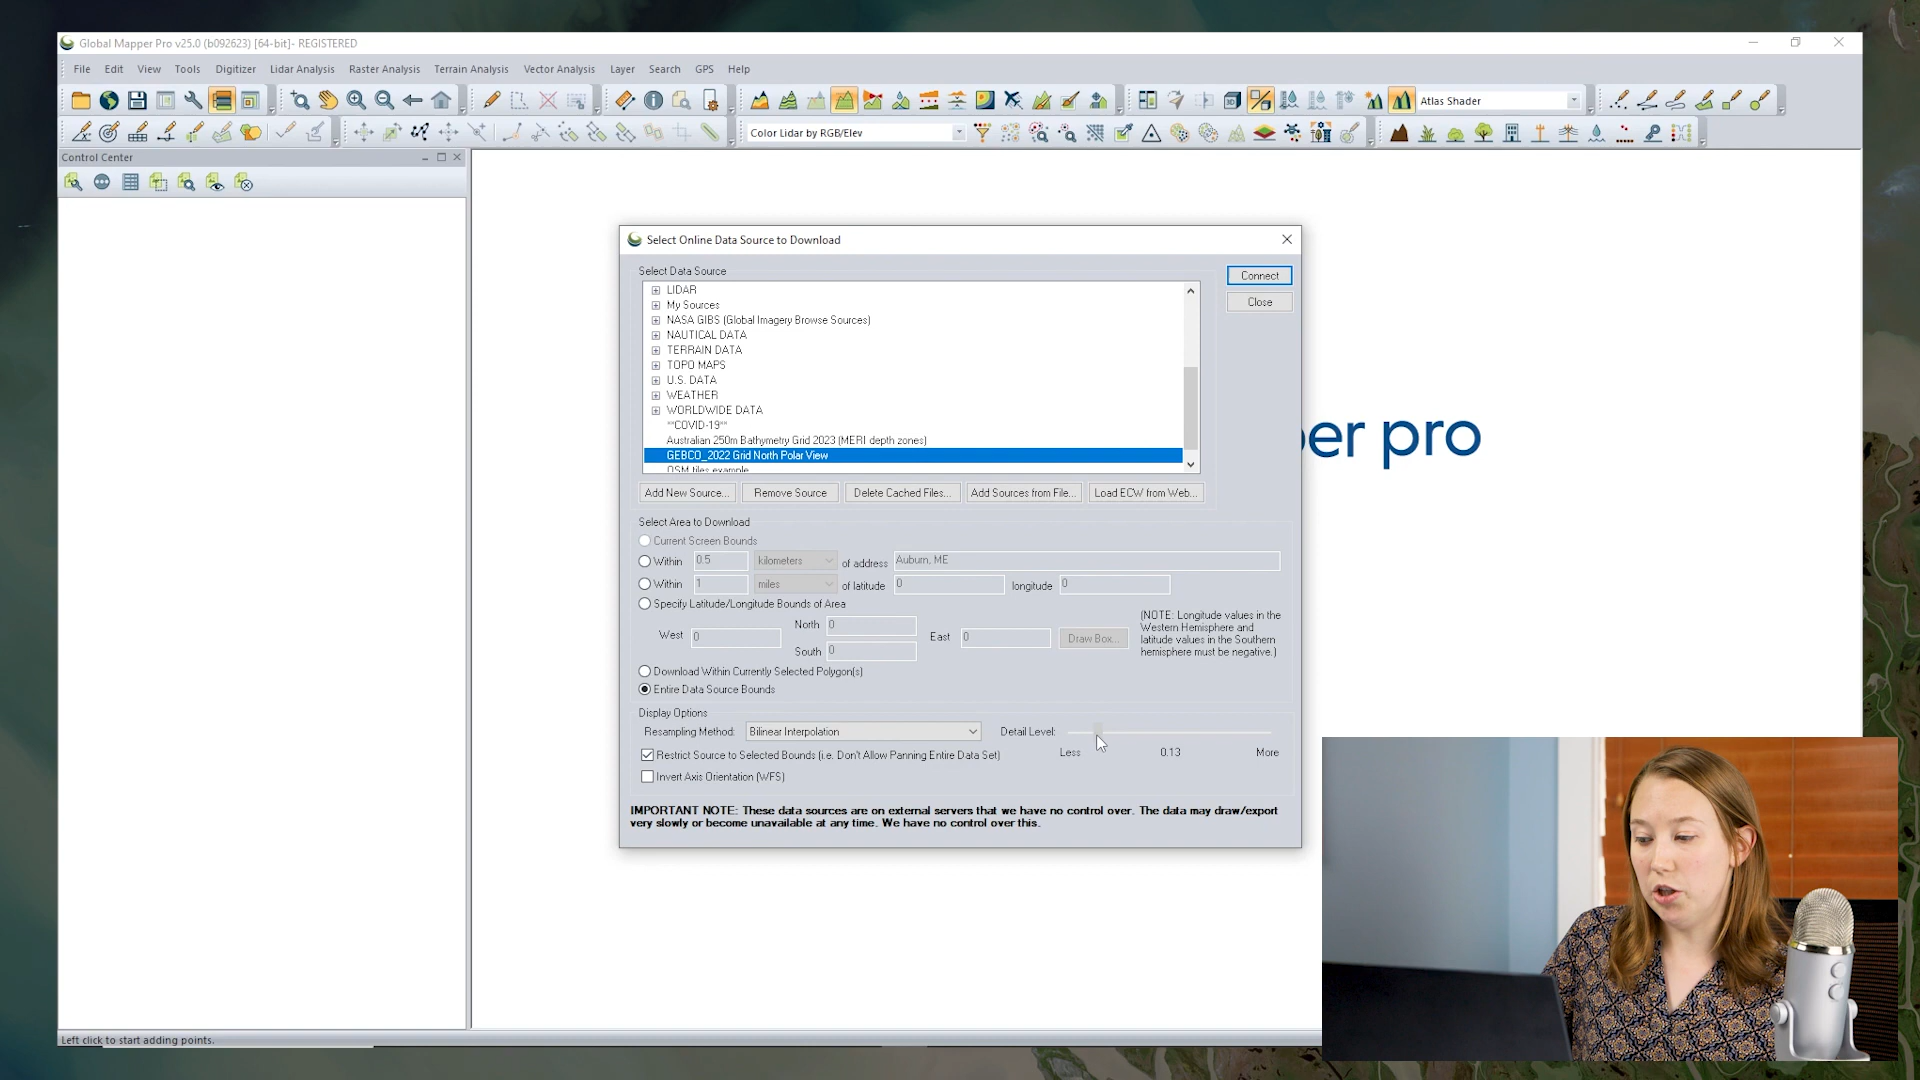 Global Mapper Pro v25.0 (b092623) [64-bit]- REGISTERED
File Edit View Tools Digitizer Lidar Analysis Raster Analysis Terrain Analysis Vector Analysis Layer Search GPS Help
Atlas Shader
Color Lidar by RGB/Elev
Control Center
per pro
Select Online Data Source to Download
Select Data Source
Connect
Close
LIDAR
My Sources
NASA GIBS (Global Imagery Browse Sources)
NAUTICAL DATA
TERRAIN DATA
TOPO MAPS
U.S. DATA
WEATHER
WORLDWIDE DATA
**COVID-19**
Australian 250m Bathymetry Grid 2023 (MERI depth zones)
GEBCO_2022 Grid North Polar View
OSM tiles example
Add New Source... Remove Source Delete Cached Files... Add Sources from File... Load ECW from Web...
Select Area to Download
Current Screen Bounds
Within 0.5 kilometers of address Auburn, ME
Within 1 miles of latitude 0 longitude 0
Specify Latitude/Longitude Bounds of Area
North 0
West 0 East 0 Draw Box...
South 0
(NOTE: Longitude values in the
Western Hemisphere and
latitude values in the Southern
hemisphere must be negative.)
Download Within Currently Selected Polygon(s)
Entire Data Source Bounds
Display Options
Resampling Method: Bilinear Interpolation Detail Level:
Less 0.13 More
Restrict Source to Selected Bounds (i.e. Don't Allow Panning Entire Data Set)
Invert Axis Orientation (WFS)
IMPORTANT NOTE: These data sources are on external servers that we have no control over. The data may draw/export
very slowly or become unavailable at any time. We have no control over this.
Left click to start adding points.